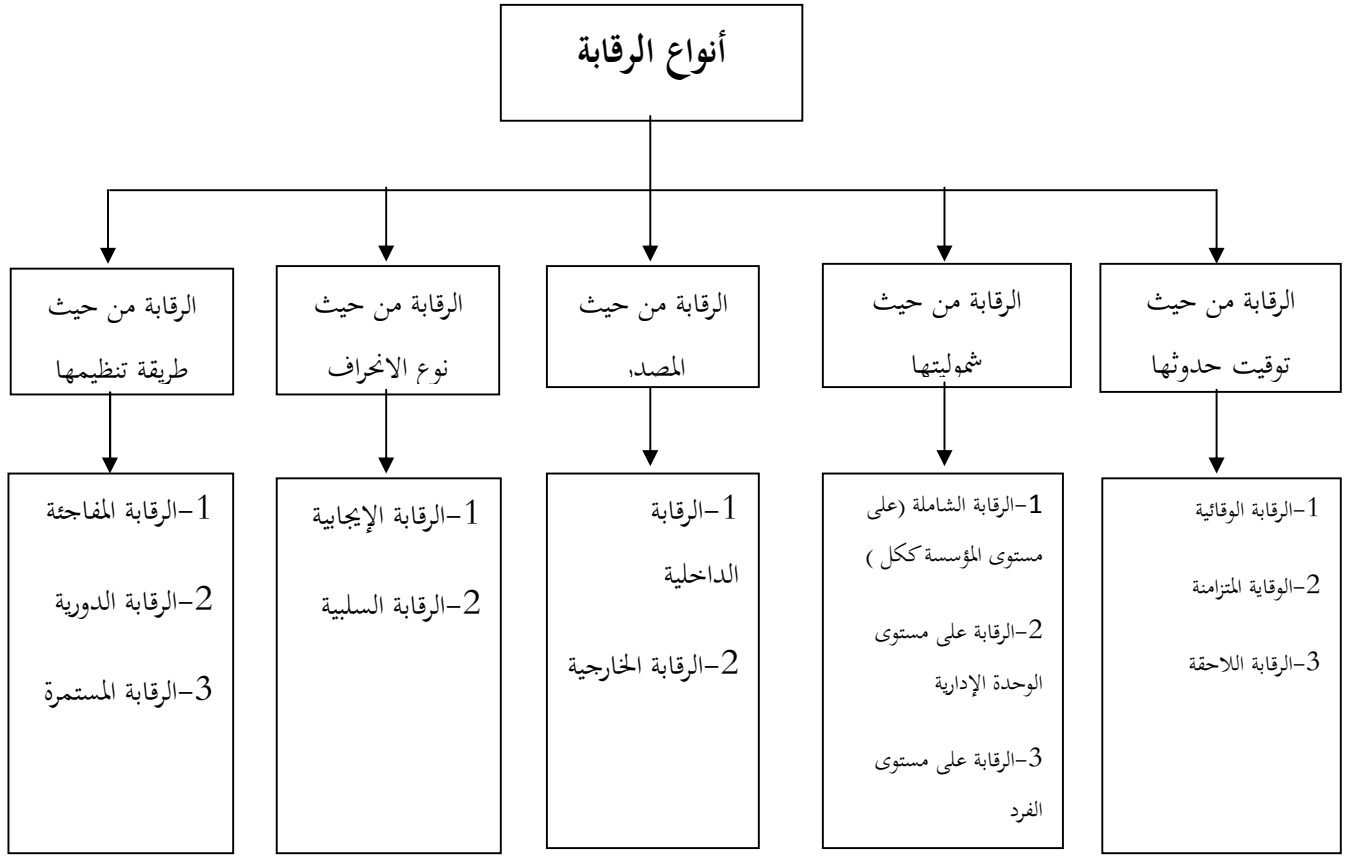 أنواع الرقابة
الرقابة من حيث
توقيت حدوثها
الرقابة من حيث
شموليتها
الرقابة من حيث
المصدر
الرقابة من حيث
نوع الانحراف
الرقابة من حيث
طريقة تنظيمها
1-الرقابة الوقائية
2-الوقاية المتزامنة
3-الرقابة اللاحقة
1-الرقابة الشاملة (على
مستوى المؤسسة ككل )
2-الرقابة على مستوى
الوحدة الإدارية
3-الرقابة على مستوى
الفرد
1-الرقابة
الداخلية
2-الرقابة الخارجية
1-الرقابة الإيجابية
2-الرقابة السلبية
1-الرقابة المفاجئة
2-الرقابة الدورية
3-الرقابة المستمرة